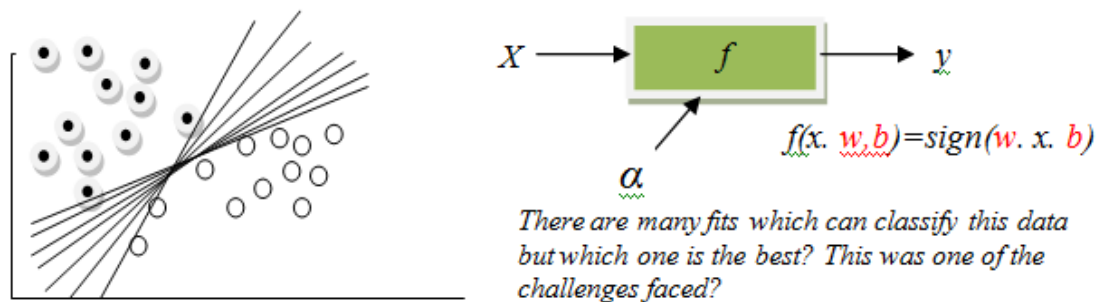 X f y
f(x. w,b)=sign(w. x. b)
α
There are many fits which can classify this data
but which one is the best? This was one of the
challenges faced?